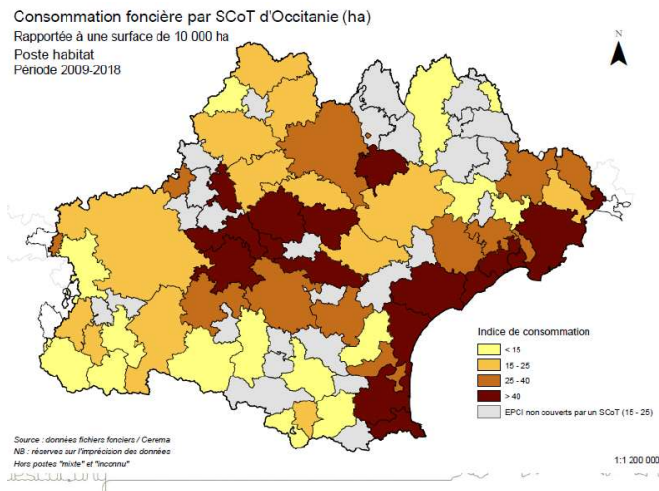 Consommation foncière par SCoT d'Occitanie (ha)
Rapportée à une surface de 10 000 ha
Poste habitat
Période 2009-2018
N
Indice de consommation
< 15
15 - 25
25 - 40
> 40
EPCI non couverts par un SCoT (15 - 25)
Source : données fichiers fonciers / Cerema
NB : réserves sur l'imprécision des données
Hors postes "mixte" et "inconnu"
1:1 200 000